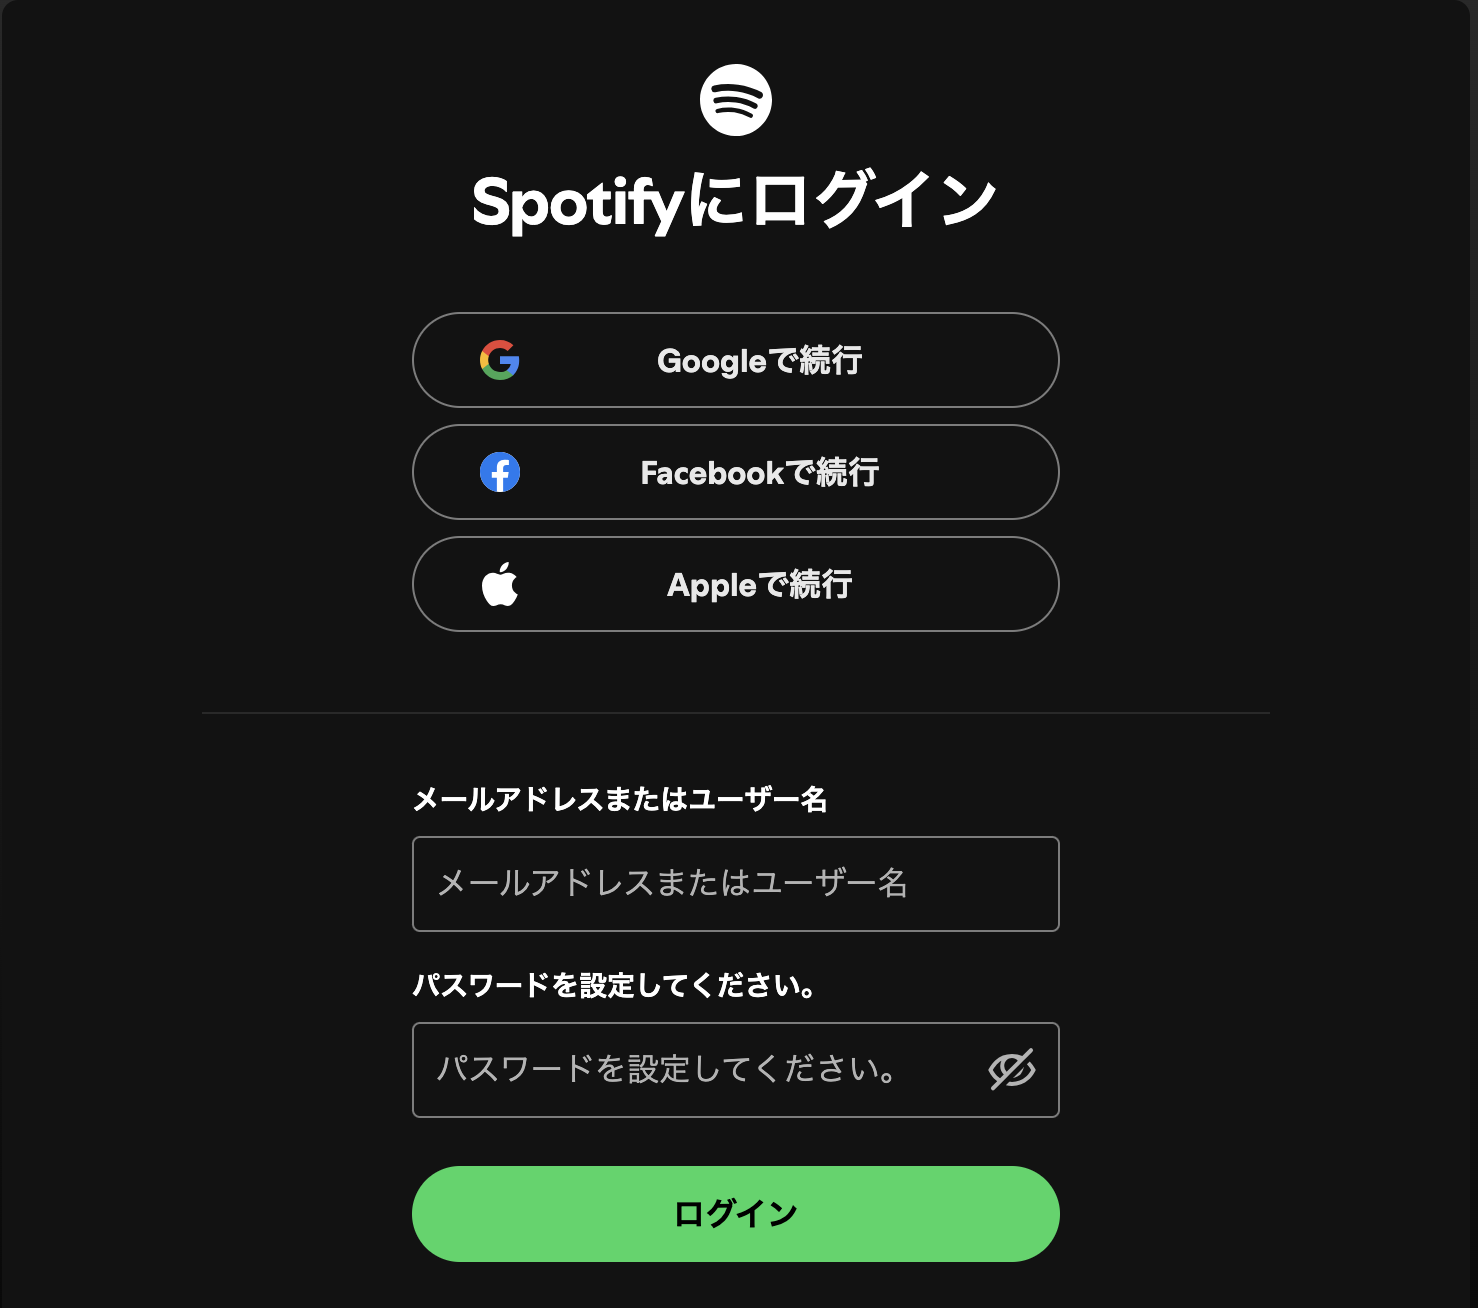 Spotifyにログイン
Googleで続行
Facebookで続行
Appleで続行
メールアドレスまたはユーザー名
メールアドレスまたはユーザー名
パスワードを設定してください。
パスワードを設定してください。
ログイン